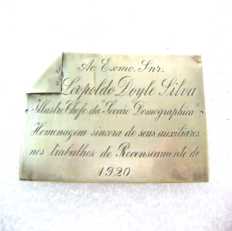 Ao Exmo. Snr.
Leopoldo Doyle Silva
Illustre Chefe da Secção Demographica
Homenagem sincera de seus auxiliares
nos trabalhos de Recenseamento de
1920